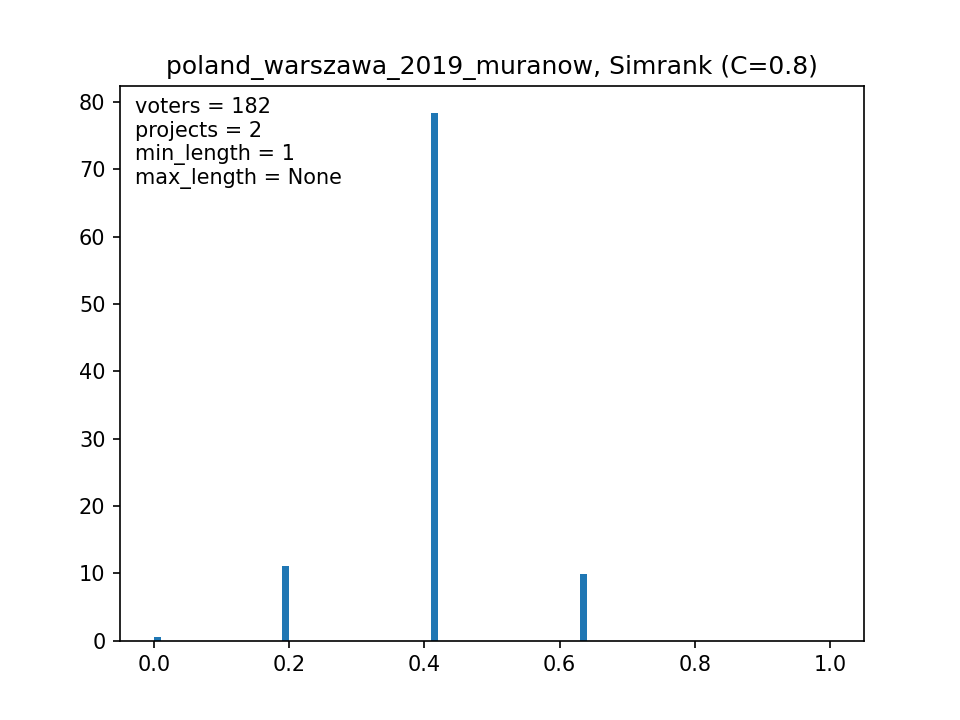 poland_warszawa_2019_muranow, Simrank (C=0.8)
voters = 182
projects = 2
min_length = 1
max_length = None
80
70
60
50
40
30
20
10
0
0.0 0.2 0.4 0.6 0.8 1.0